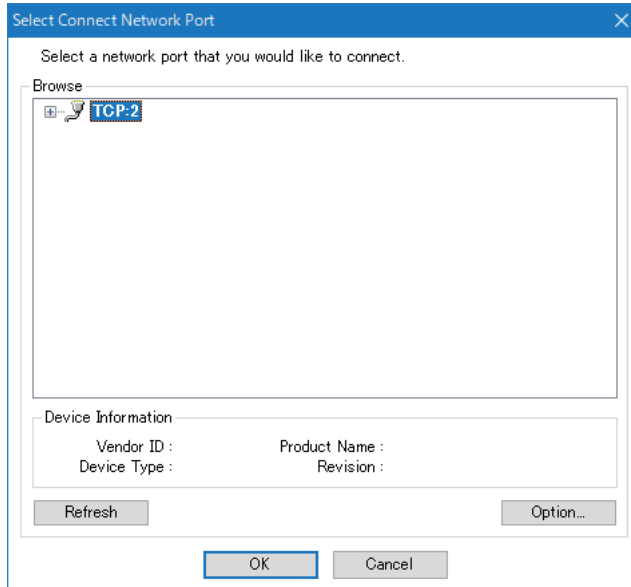 Select Connect Network Port
Select a network port that you would like to connect.
Browse
TCP:2
Device Information
Vendor ID : Product Name :
Device Type : Revision :
Refresh Option...
OK Cancel